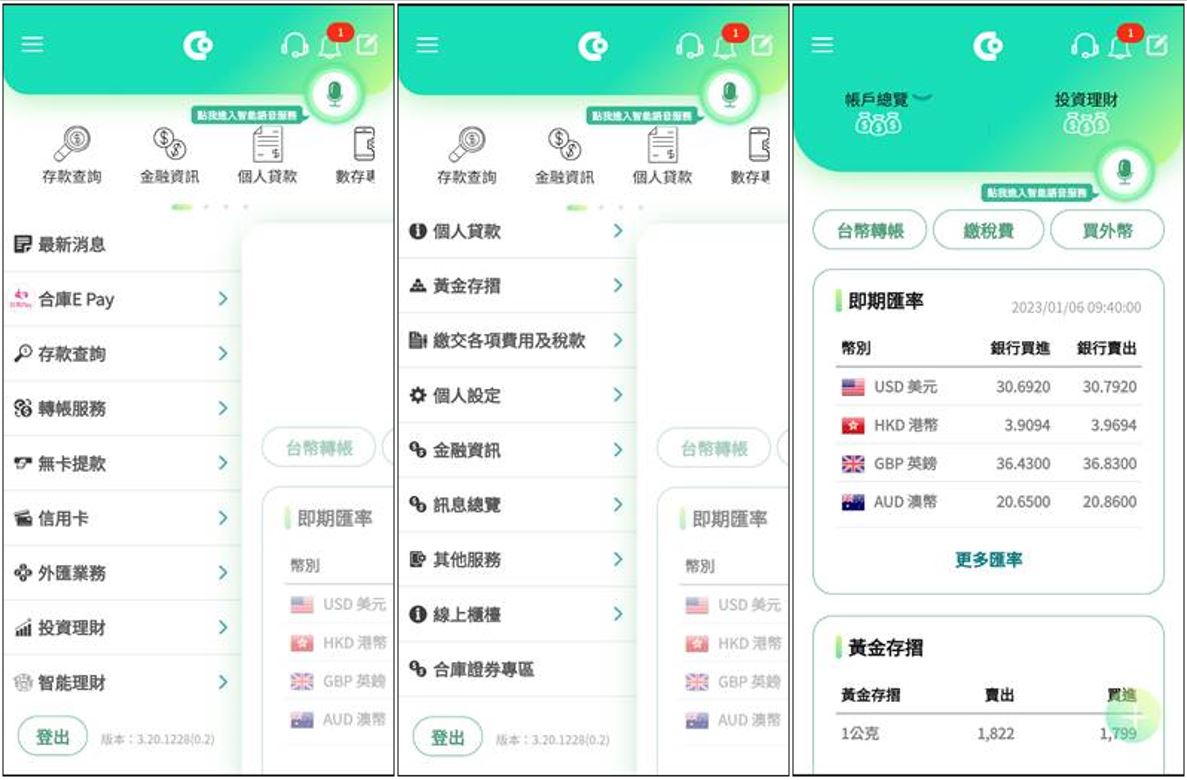 1
點我進入智能語音服務
存款查詢
金融資訊
個人貸款
數存專
最新消息
合庫E Pay
存款查詢
轉帳服務
無卡提款
信用卡
外匯業務
投資理財
智能理財
登出
版本：3.20.1228(0.2)
台幣轉帳
即期匯率
幣別
USD 美元
HKD 港幣
GBP 英鎊
AUD 澳幣
1
點我進入智能語音服務
存款查詢
金融資訊
個人貸款
數存專
個人貸款
黃金存摺
繳交各項費用及稅款
個人設定
金融資訊
訊息總覽
其他服務
線上櫃檯
合庫證券專區
登出
版本：3.20.1228(0.2)
台幣轉帳
即期匯率
幣別
USD 美元
HKD 港幣
GBP 英鎊
AUD 澳幣
1
帳戶總覽 投資理財
點我進入智能語音服務
台幣轉帳 繳稅費 買外幣
即期匯率 2023/01/06 09:40:00
幣別 銀行買進 銀行賣出
USD 美元 30.6920 30.7920
HKD 港幣 3.9094 3.9694
GBP 英鎊 36.4300 36.8300
AUD 澳幣 20.6500 20.8600
更多匯率
黃金存摺
黃金存摺 賣出 買進
1公克 1,822 1,799